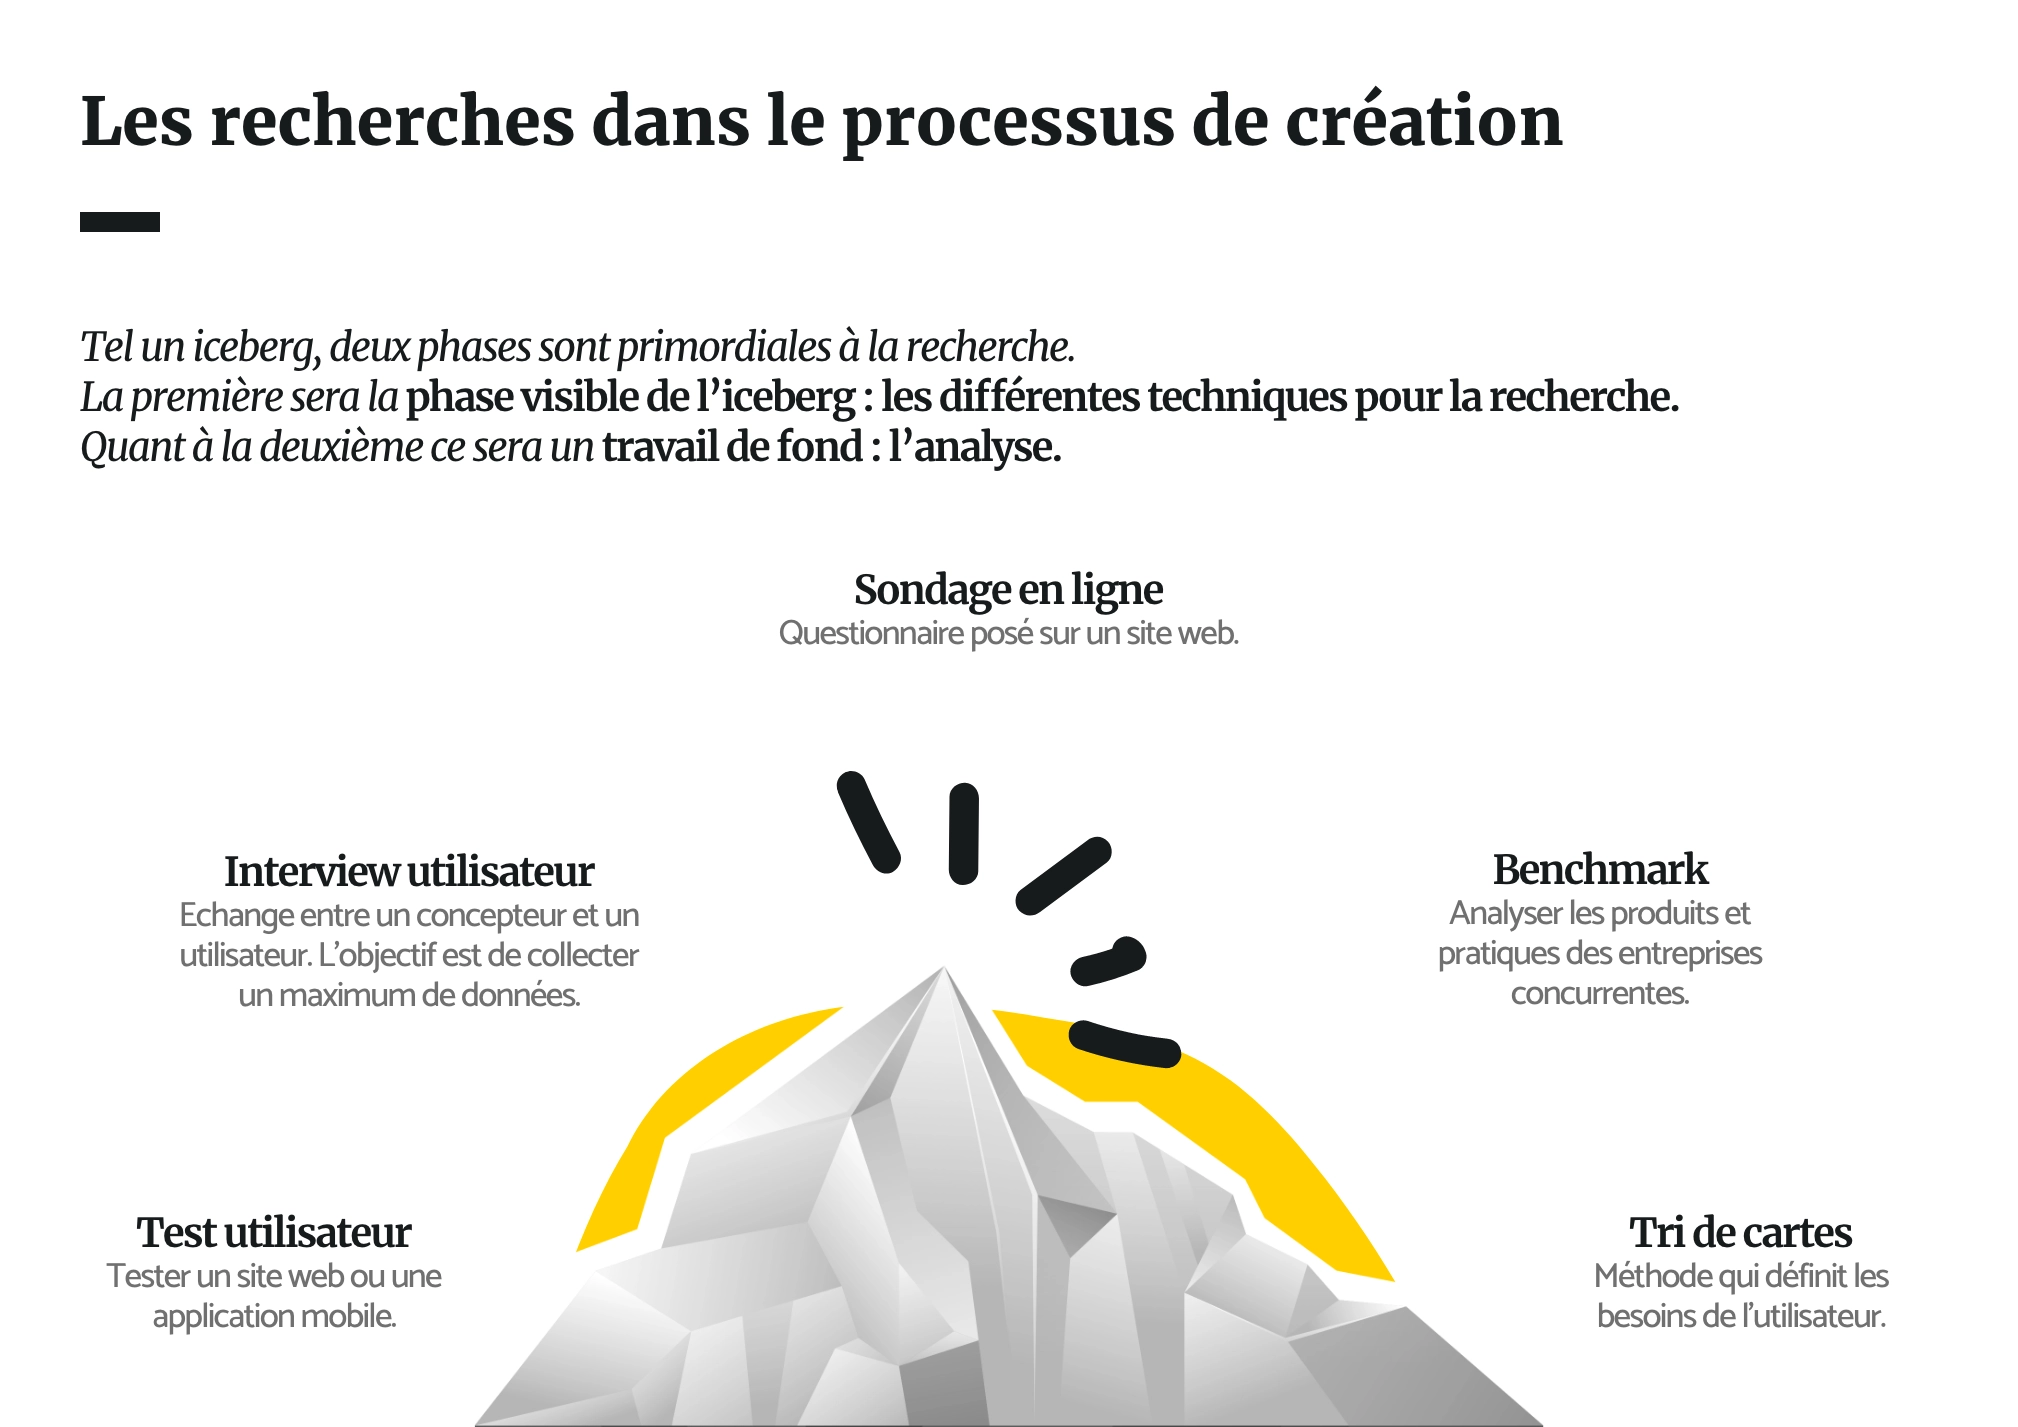 Les recherches dans le processus de création
Tel un iceberg, deux phases sont primordiales à la recherche.
La première sera la phase visible de l’iceberg : les différentes techniques pour la recherche.
Quant à la deuxième ce sera un travail de fond : l’analyse.
Sondage en ligne
Questionnaire posé sur un site web.
Interview utilisateur
Echange entre un concepteur et un
utilisateur. L’objectif est de collecter
un maximum de données.
Benchmark
Analyser les produits et
pratiques des entreprises
concurrentes.
Test utilisateur
Tester un site web ou une
application mobile.
Tri de cartes
Méthode qui définit les
besoins de l’utilisateur.